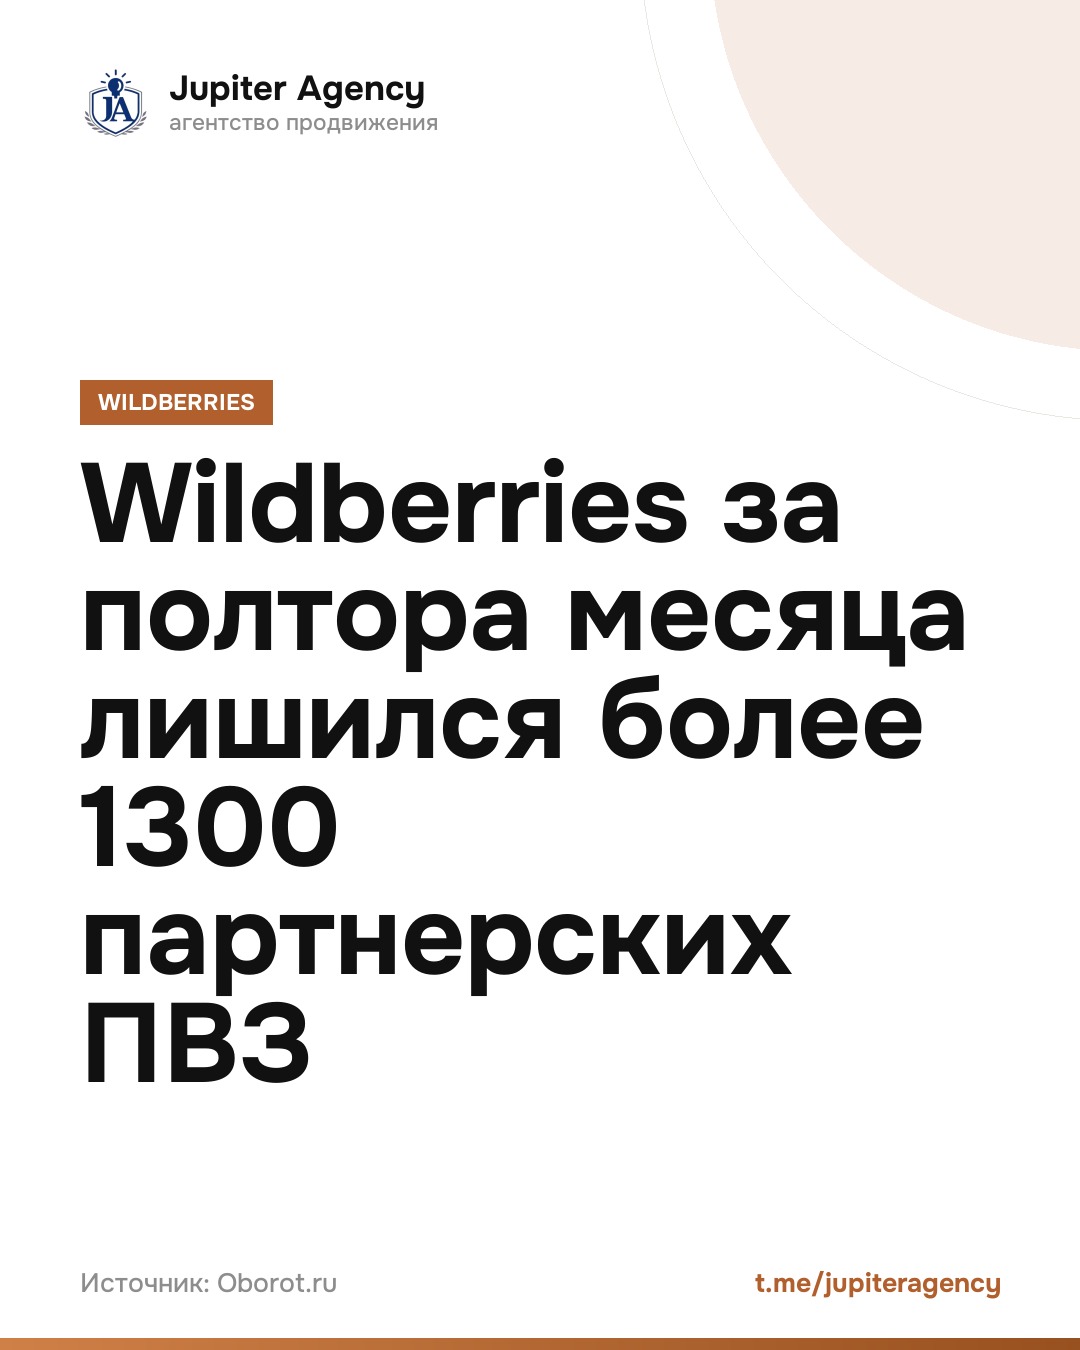 JA
Jupiter Agency
агентство продвижения
WILDBERRIES
Wildberries за
полтора месяца
лишился более
1300
партнерских
ПВЗ
Источник: Oborot.ru
t.me/jupiteragency